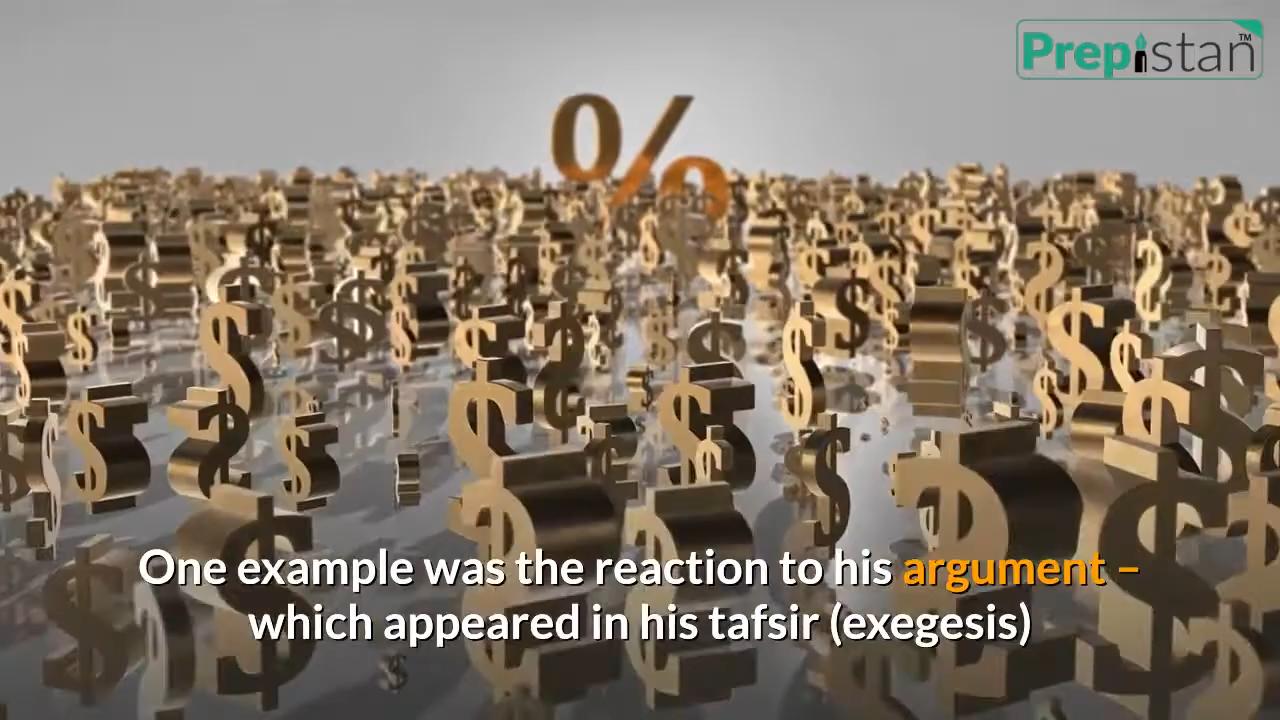 Prepistan™
%
One example was the reaction to his argument –
which appeared in his tafsir (exegesis)